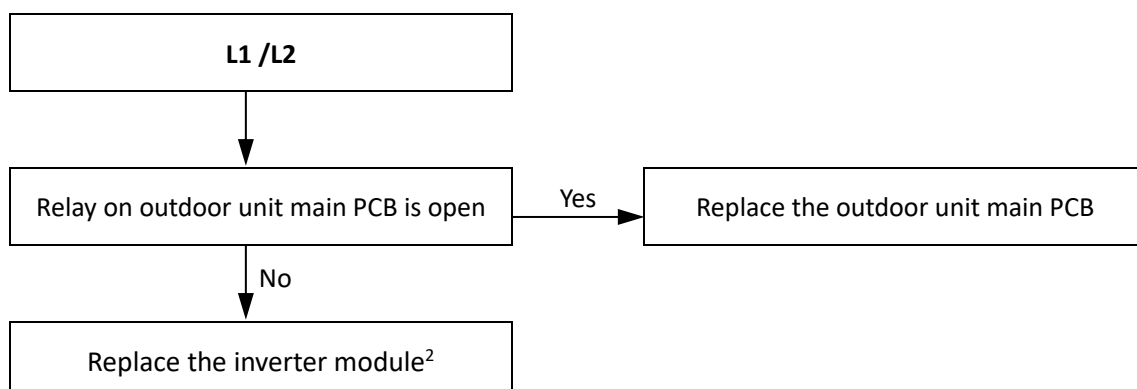 L1 /L2
Relay on outdoor unit main PCB is open
Yes
Replace the outdoor unit main PCB
No
Replace the inverter module²